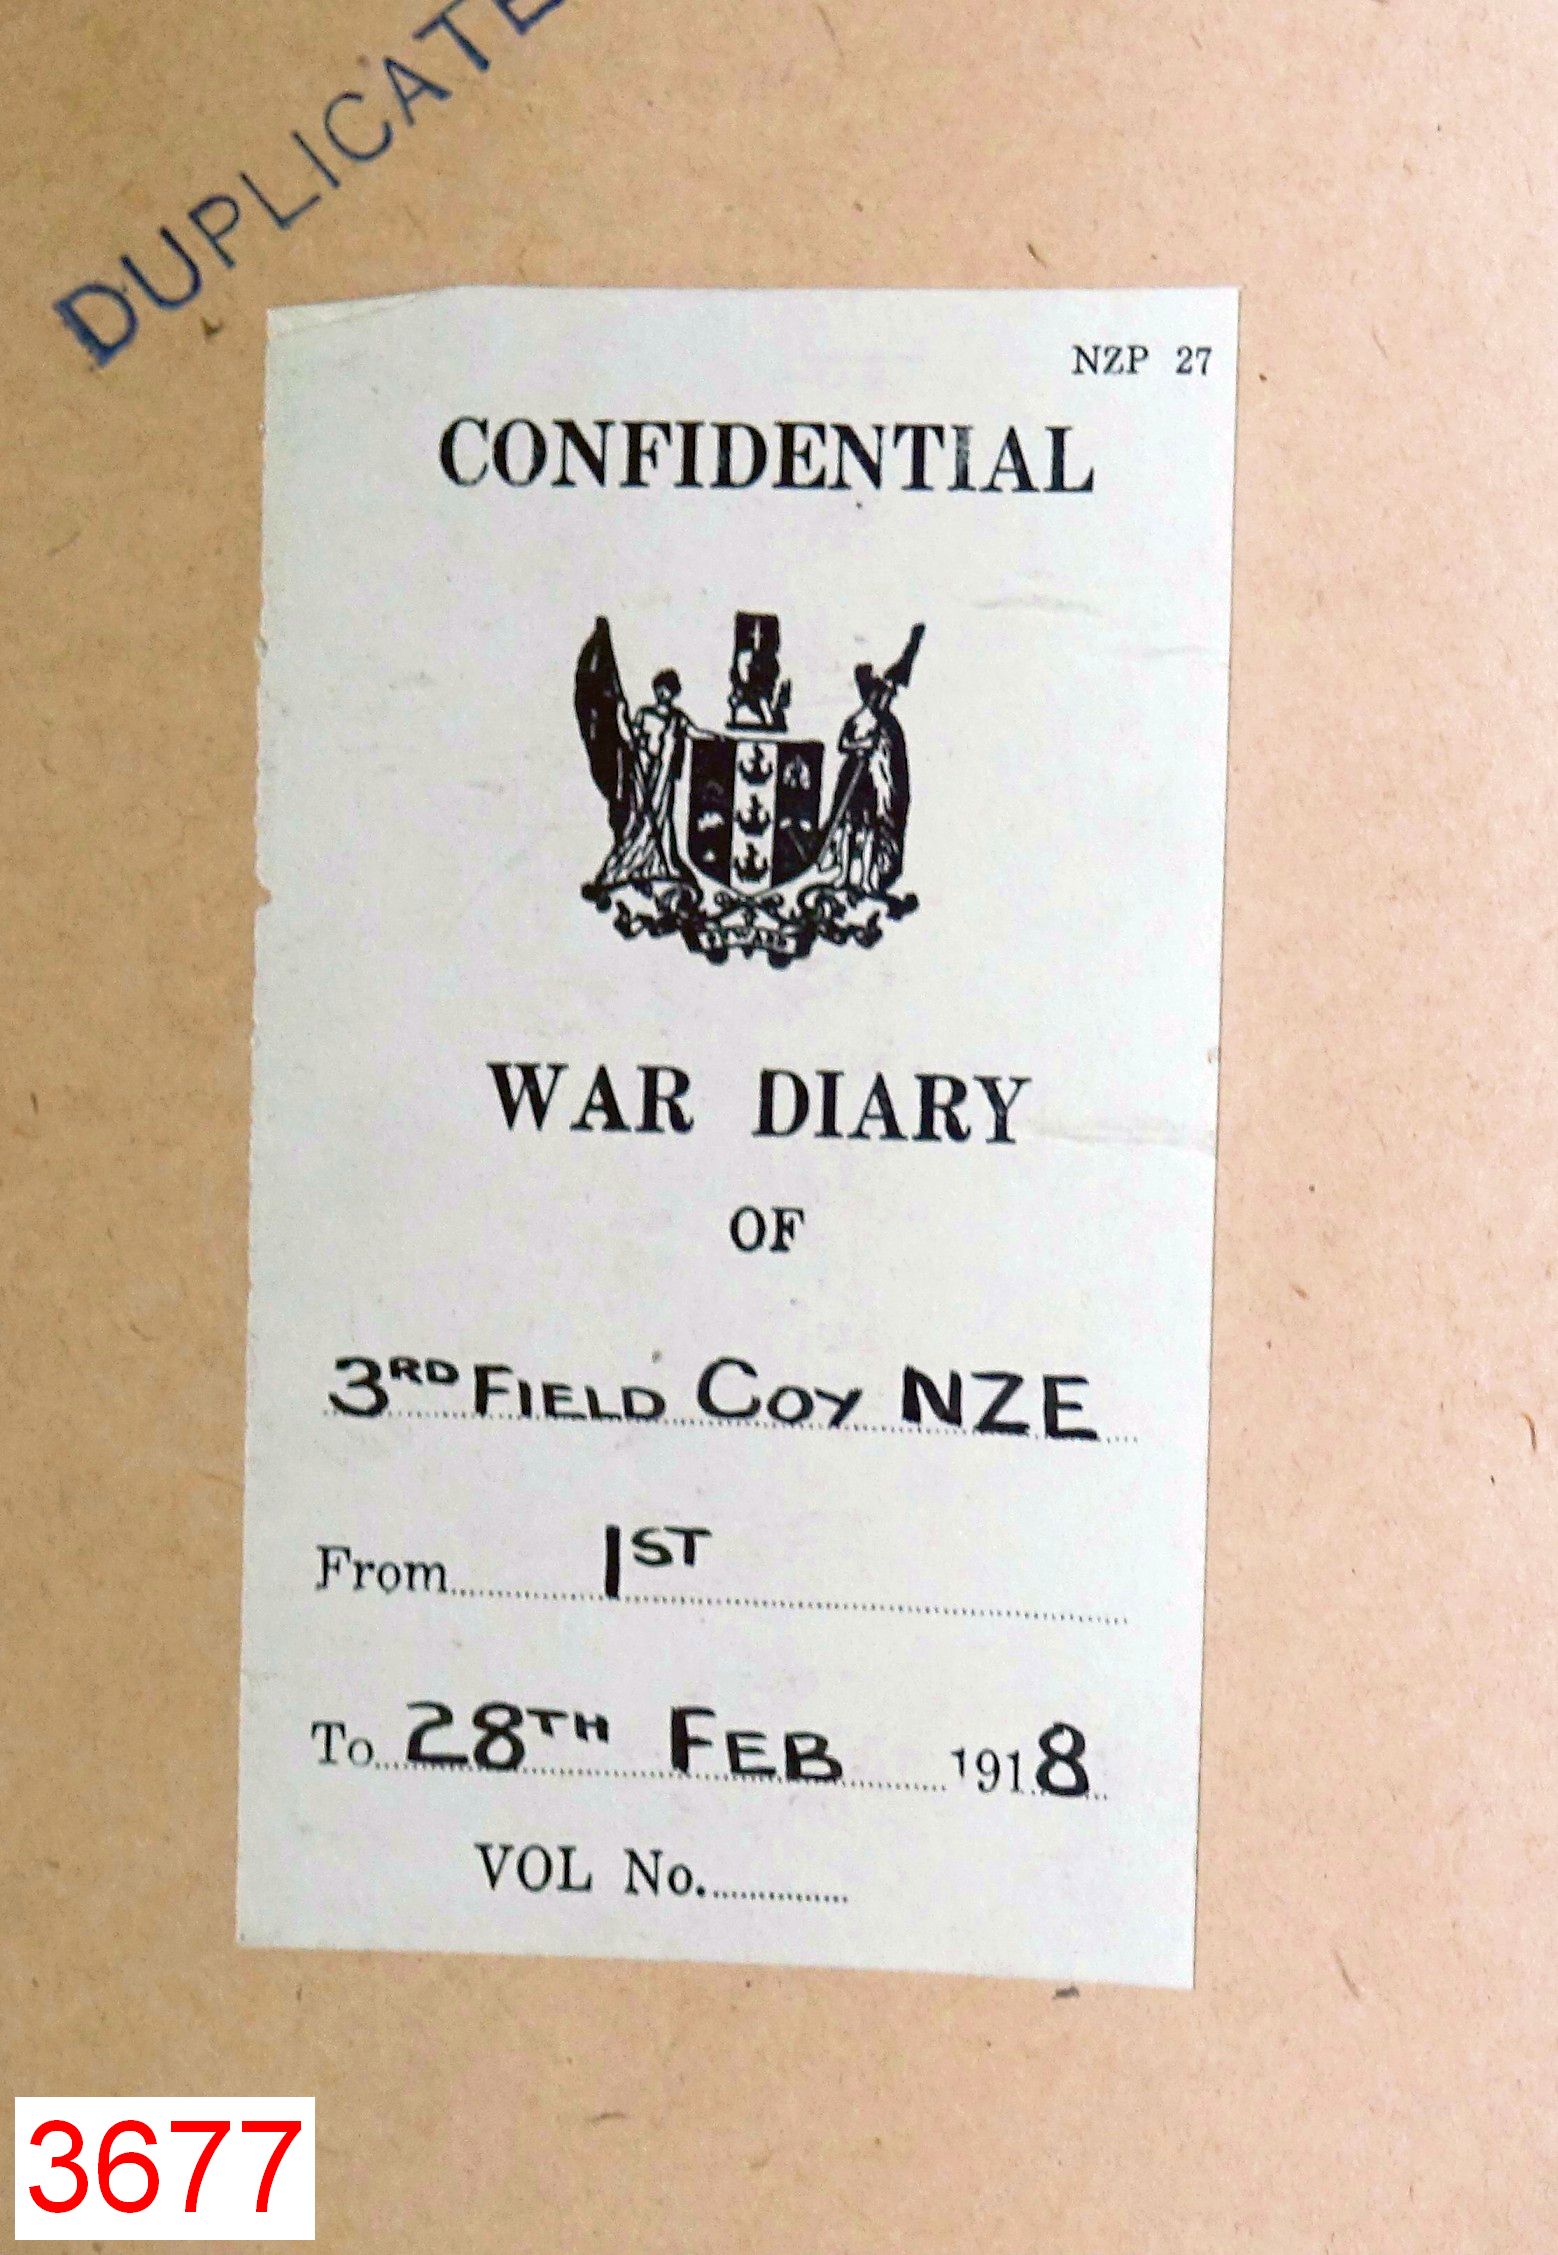 DUPLICATE
NZP 27
CONFIDENTIAL
WAR DIARY
OF
3RD FIELD COY NZE
From 1ST
To 28TH FEB 1918
VOL No.
3677